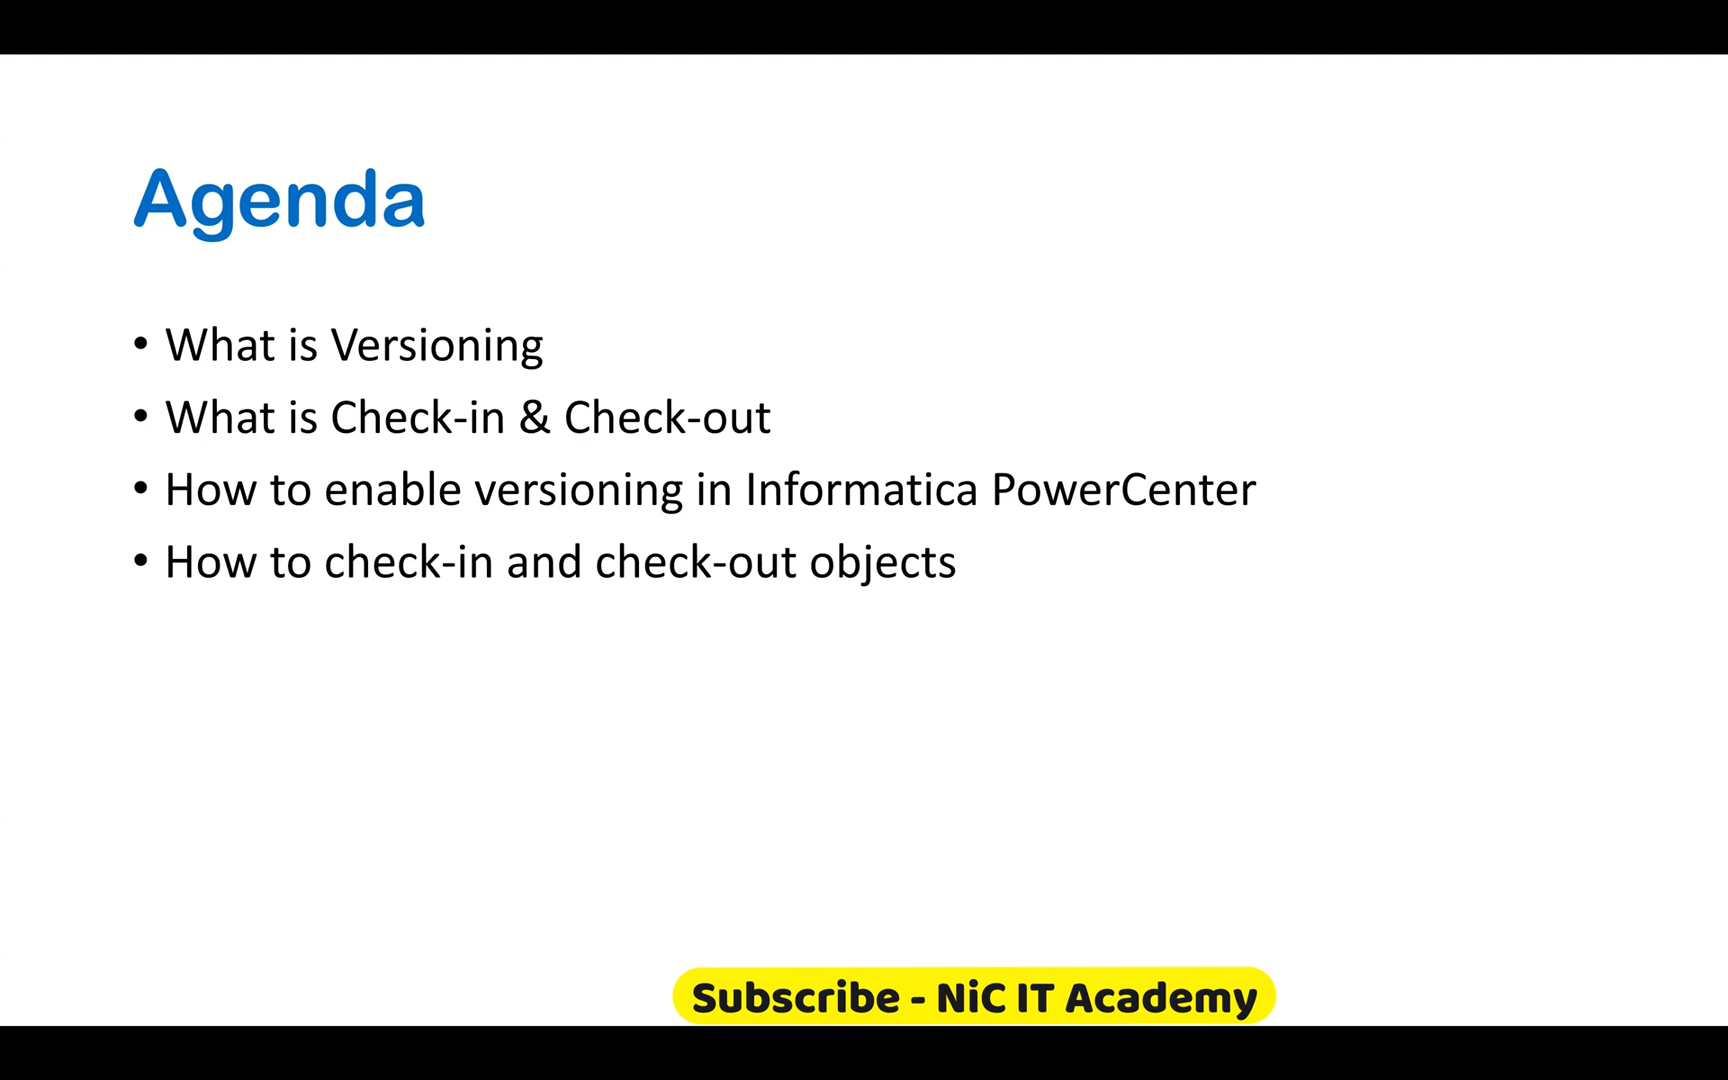 Agenda
• What is Versioning
• What is Check-in & Check-out
• How to enable versioning in Informatica PowerCenter
• How to check-in and check-out objects
Subscribe - NiC IT Academy